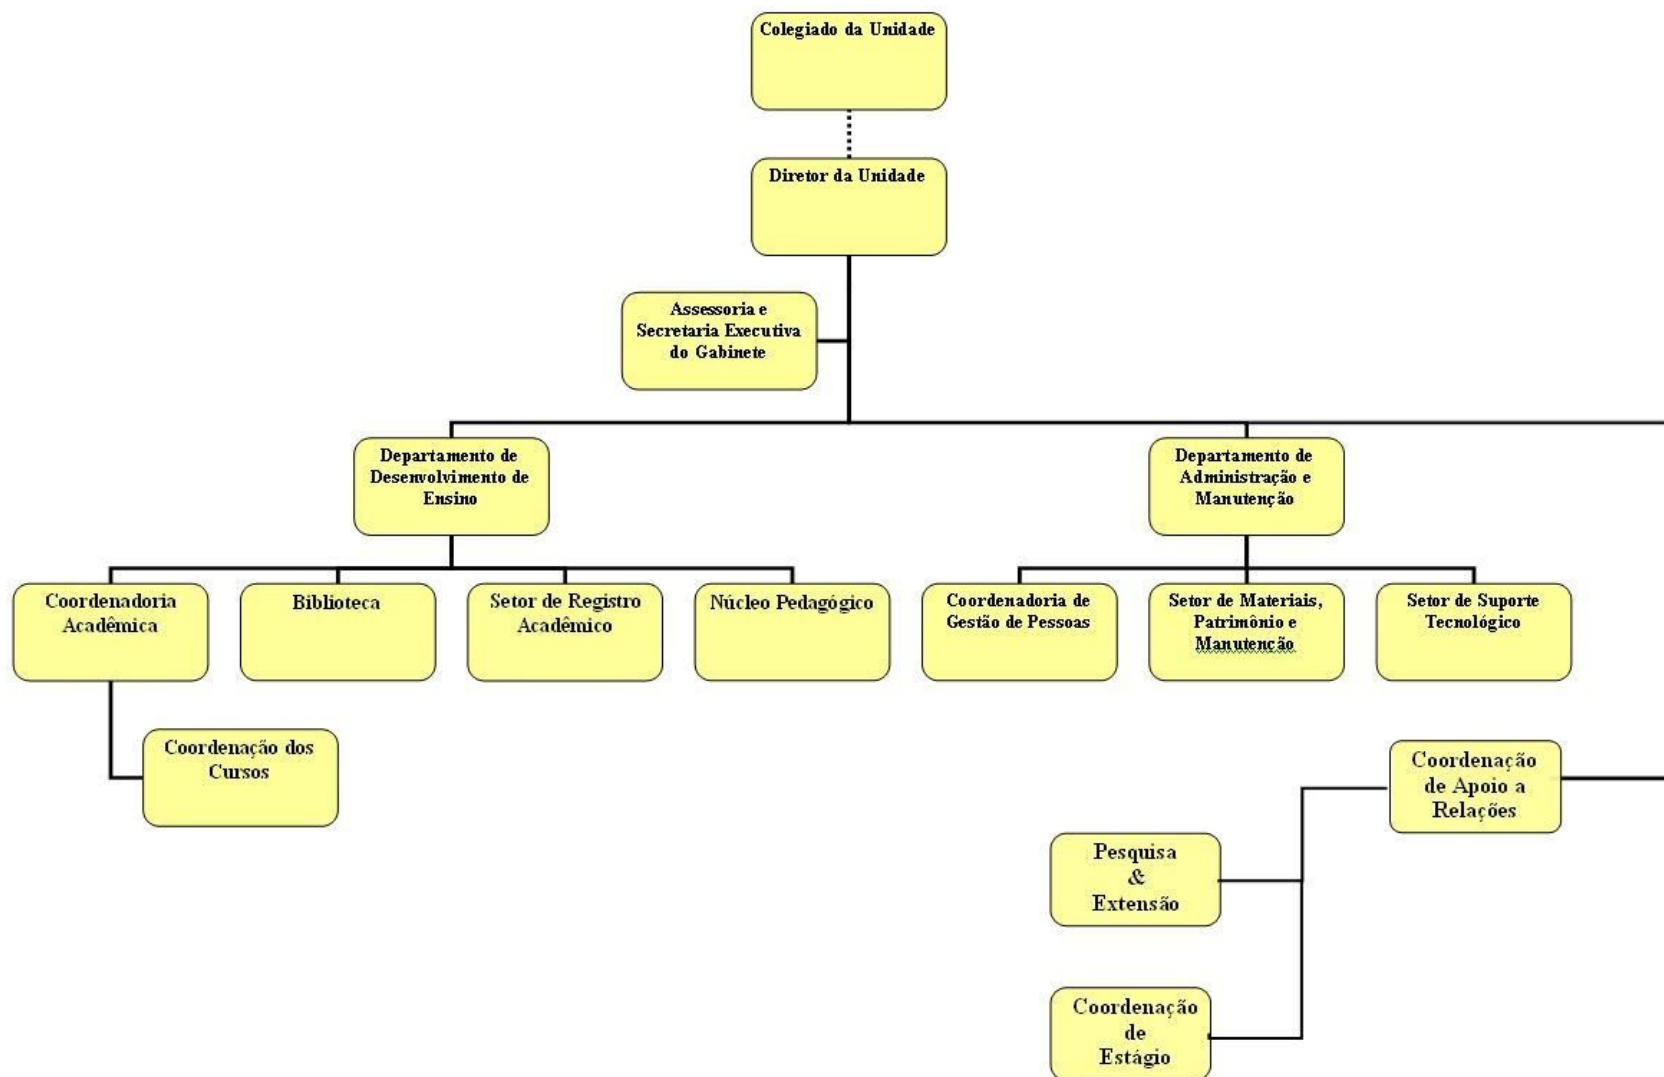 Colegiado da Unidade
Diretor da Unidade
Assessoria e
Secretaria Executiva
do Gabinete
Departamento de
Desenvolvimento de
Ensino
Departamento de
Administração e
Manutenção
Coordenadoria
Acadêmica
Biblioteca
Setor de Registro
Acadêmico
Núcleo Pedagógico
Coordenadoria de
Gestão de Pessoas
Setor de Materiais,
Patrimônio e
Manutenção
Setor de Suporte
Tecnológico
Coordenação dos
Cursos
Coordenação
de Apoio a
Relações
Pesquisa
&
Extensão
Coordenação
de
Estágio